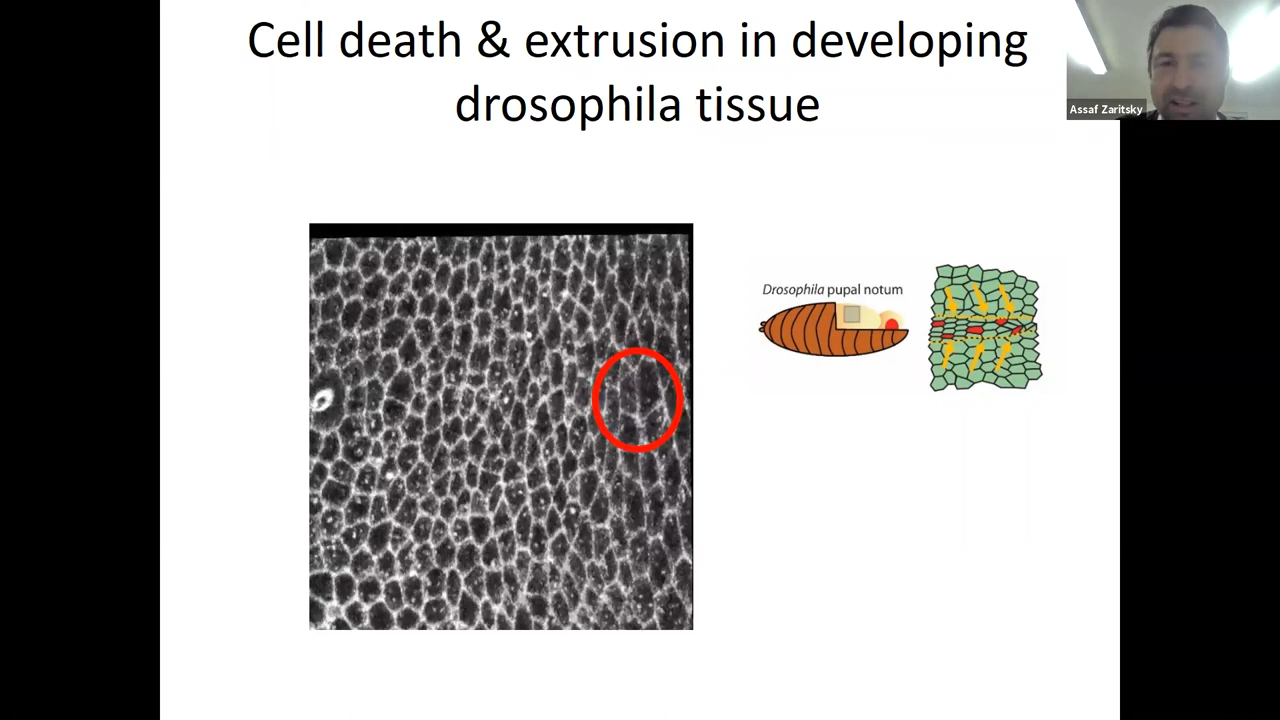 Cell death & extrusion in developing
drosophila tissue
Assaf Zaritsky
Drosophila pupal notum